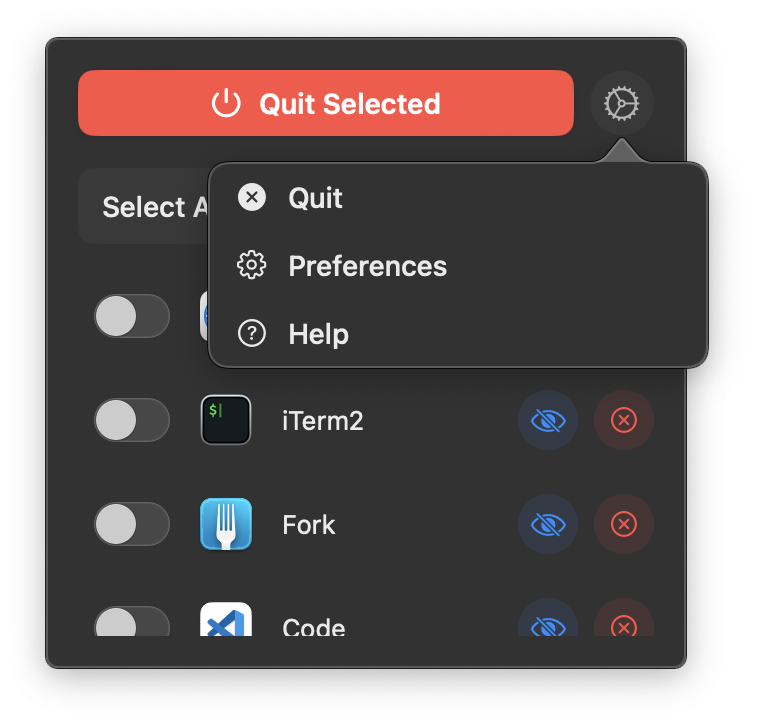 Quit Selected
Select A
Quit
Preferences
Help
$
iTerm2
Fork
Code